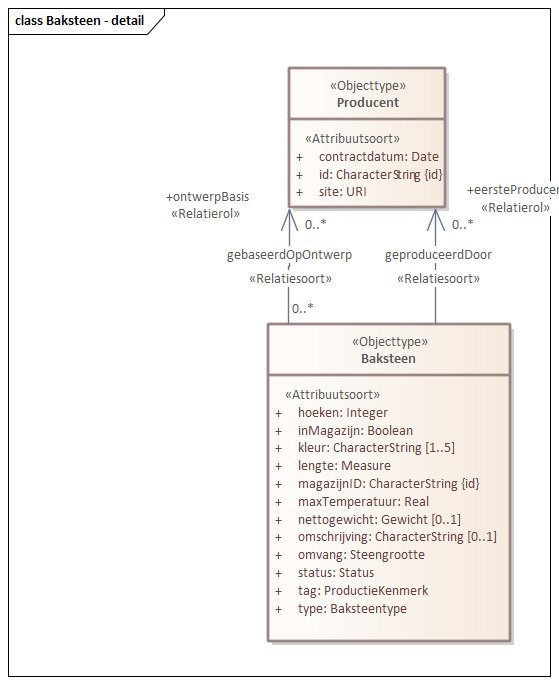 class Baksteen - detail
«Objecttype»
Producent
«Attribuutsoort»
+ contractdatum: Date
+ id: CharacterString {id}
+ site: URI
+ontwerpBasis
«Relatierol»
+eersteProducen
«Relatierol»
0..*
0..*
gebaseerdOpOntwerp
geproduceerdDoor
«Relatiesoort»
«Relatiesoort»
0..*
«Objecttype»
Baksteen
«Attribuutsoort»
+ hoeken: Integer
+ inMagazijn: Boolean
+ kleur: CharacterString [1..5]
+ lengte: Measure
+ magazijnID: CharacterString {id}
+ maxTemperatuur: Real
+ nettogewicht: Gewicht [0..1]
+ omschrijving: CharacterString [0..1]
+ omvang: Steengrootte
+ status: Status
+ tag: ProductieKenmerk
+ type: Baksteentype